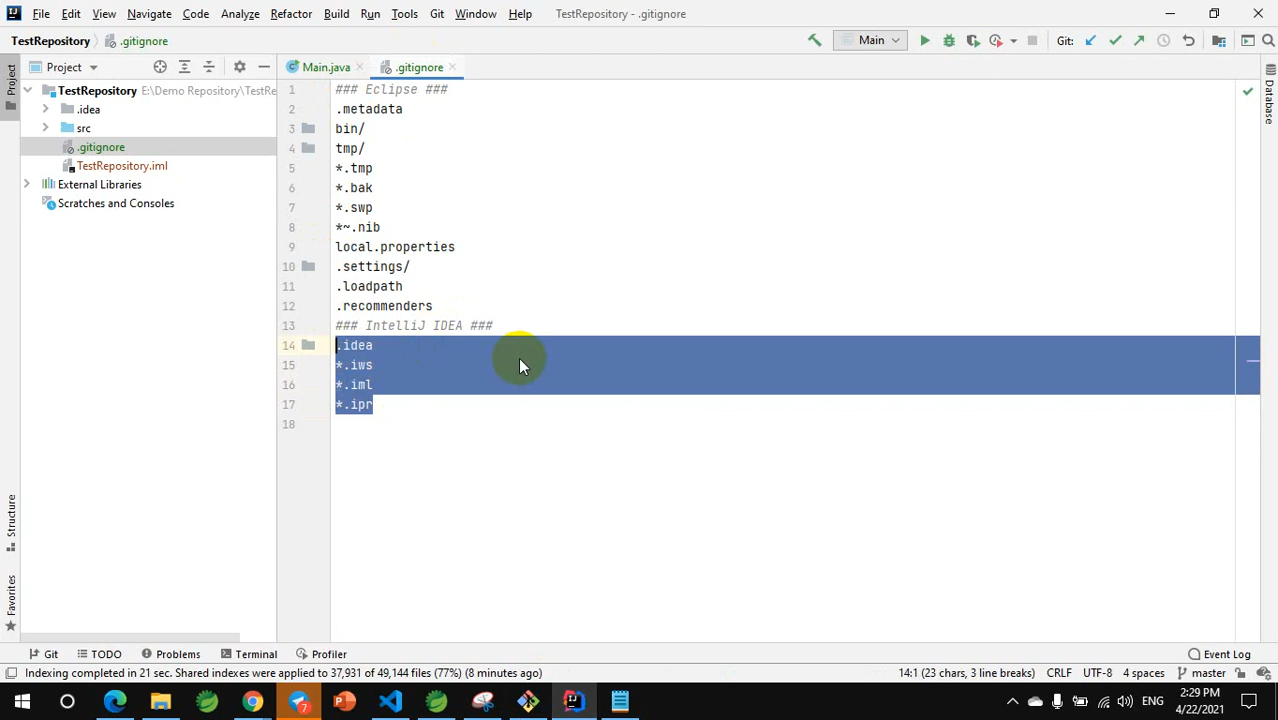 File Edit View Navigate Code Analyze Refactor Build Run Tools Git Window Help TestRepository - .gitignore
TestRepository .gitignore Main Git:
Project
Project
TestRepository E:\Demo Repository\TestRe
.idea
src
.gitignore
TestRepository.iml
External Libraries
Scratches and Consoles
Structure
Favorites
Main.java .gitignore
1 ### Eclipse ###
2 .metadata
3 bin/
4 tmp/
5 *.tmp
6 *.bak
7 *.swp
8 *~.nib
9 local.properties
10 .settings/
11 .loadpath
12 .recommenders
13 ### IntelliJ IDEA ###
14 .idea
15 *.iws
16 *.iml
17 *.ipr
18
Database
Git TODO Problems Terminal Profiler Event Log
Indexing completed in 21 sec. Shared indexes were applied to 37,931 of 49,144 files (77%) (8 minutes ago) 14:1 (23 chars, 3 line breaks) CRLF UTF-8 4 spaces master
ENG 2:29 PM
4/22/2021